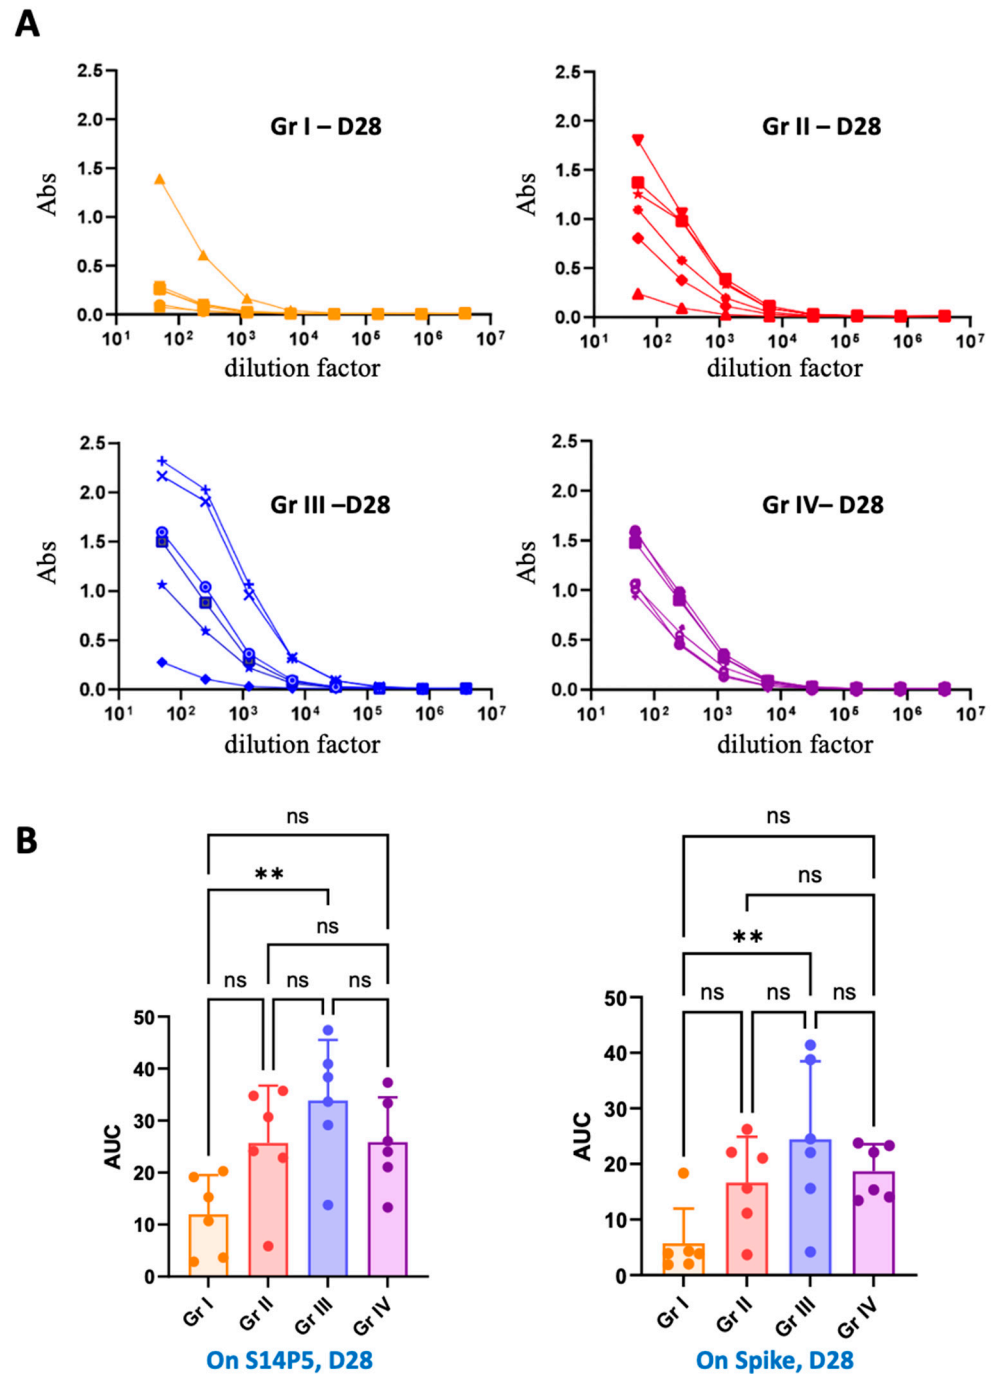 A
Gr I – D28
Abs
2.5
2.0
1.5
1.0
0.5
0.0
10¹ 10² 10³ 10⁴ 10⁵ 10⁶ 10⁷
dilution factor
Gr II – D28
Abs
2.5
2.0
1.5
1.0
0.5
0.0
10¹ 10² 10³ 10⁴ 10⁵ 10⁶ 10⁷
dilution factor
Gr III –D28
Abs
2.5
2.0
1.5
1.0
0.5
0.0
10¹ 10² 10³ 10⁴ 10⁵ 10⁶ 10⁷
dilution factor
Gr IV– D28
Abs
2.5
2.0
1.5
1.0
0.5
0.0
10¹ 10² 10³ 10⁴ 10⁵ 10⁶ 10⁷
dilution factor
B
ns
**
ns
ns ns ns
AUC
50
40
30
20
10
0
Gr I Gr II Gr III Gr IV
On S14P5, D28
ns
ns
**
ns ns ns
AUC
50
40
30
20
10
0
Gr I Gr II Gr III Gr IV
On Spike, D28